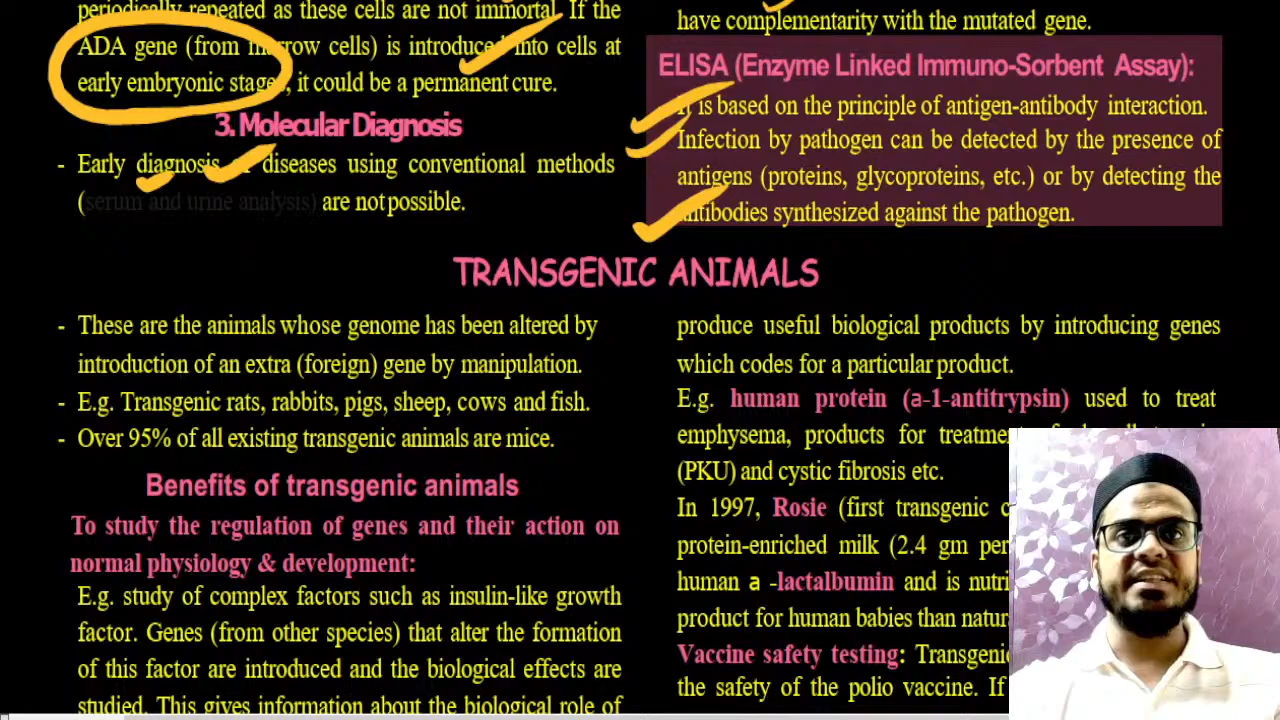 periodically repeated as these cells are not immortal. If the
ADA gene (from marrow cells) is introduced into cells at
early embryonic stages, it could be a permanent cure.
3. Molecular Diagnosis
- Early diagnosis of diseases using conventional methods
(serum and urine analysis) are not possible.
have complementarity with the mutated gene.
ELISA (Enzyme Linked Immuno-Sorbent Assay):
It is based on the principle of antigen-antibody interaction.
Infection by pathogen can be detected by the presence of
antigens (proteins, glycoproteins, etc.) or by detecting the
antibodies synthesized against the pathogen.
TRANSGENIC ANIMALS
- These are the animals whose genome has been altered by
introduction of an extra (foreign) gene by manipulation.
- E.g. Transgenic rats, rabbits, pigs, sheep, cows and fish.
- Over 95% of all existing transgenic animals are mice.
Benefits of transgenic animals
To study the regulation of genes and their action on
normal physiology & development:
E.g. study of complex factors such as insulin-like growth
factor. Genes (from other species) that alter the formation
of this factor are introduced and the biological effects are
studied. This gives information about the biological role of
produce useful biological products by introducing genes
which codes for a particular product.
E.g. human protein (a-1-antitrypsin) used to treat
emphysema, products for treatment of
(PKU) and cystic fibrosis etc.
In 1997, Rosie (first transgenic
protein-enriched milk (2.4 gm per
human a -lactalbumin and is
product for human babies than
Vaccine safety testing:
the safety of the polio vaccine. If